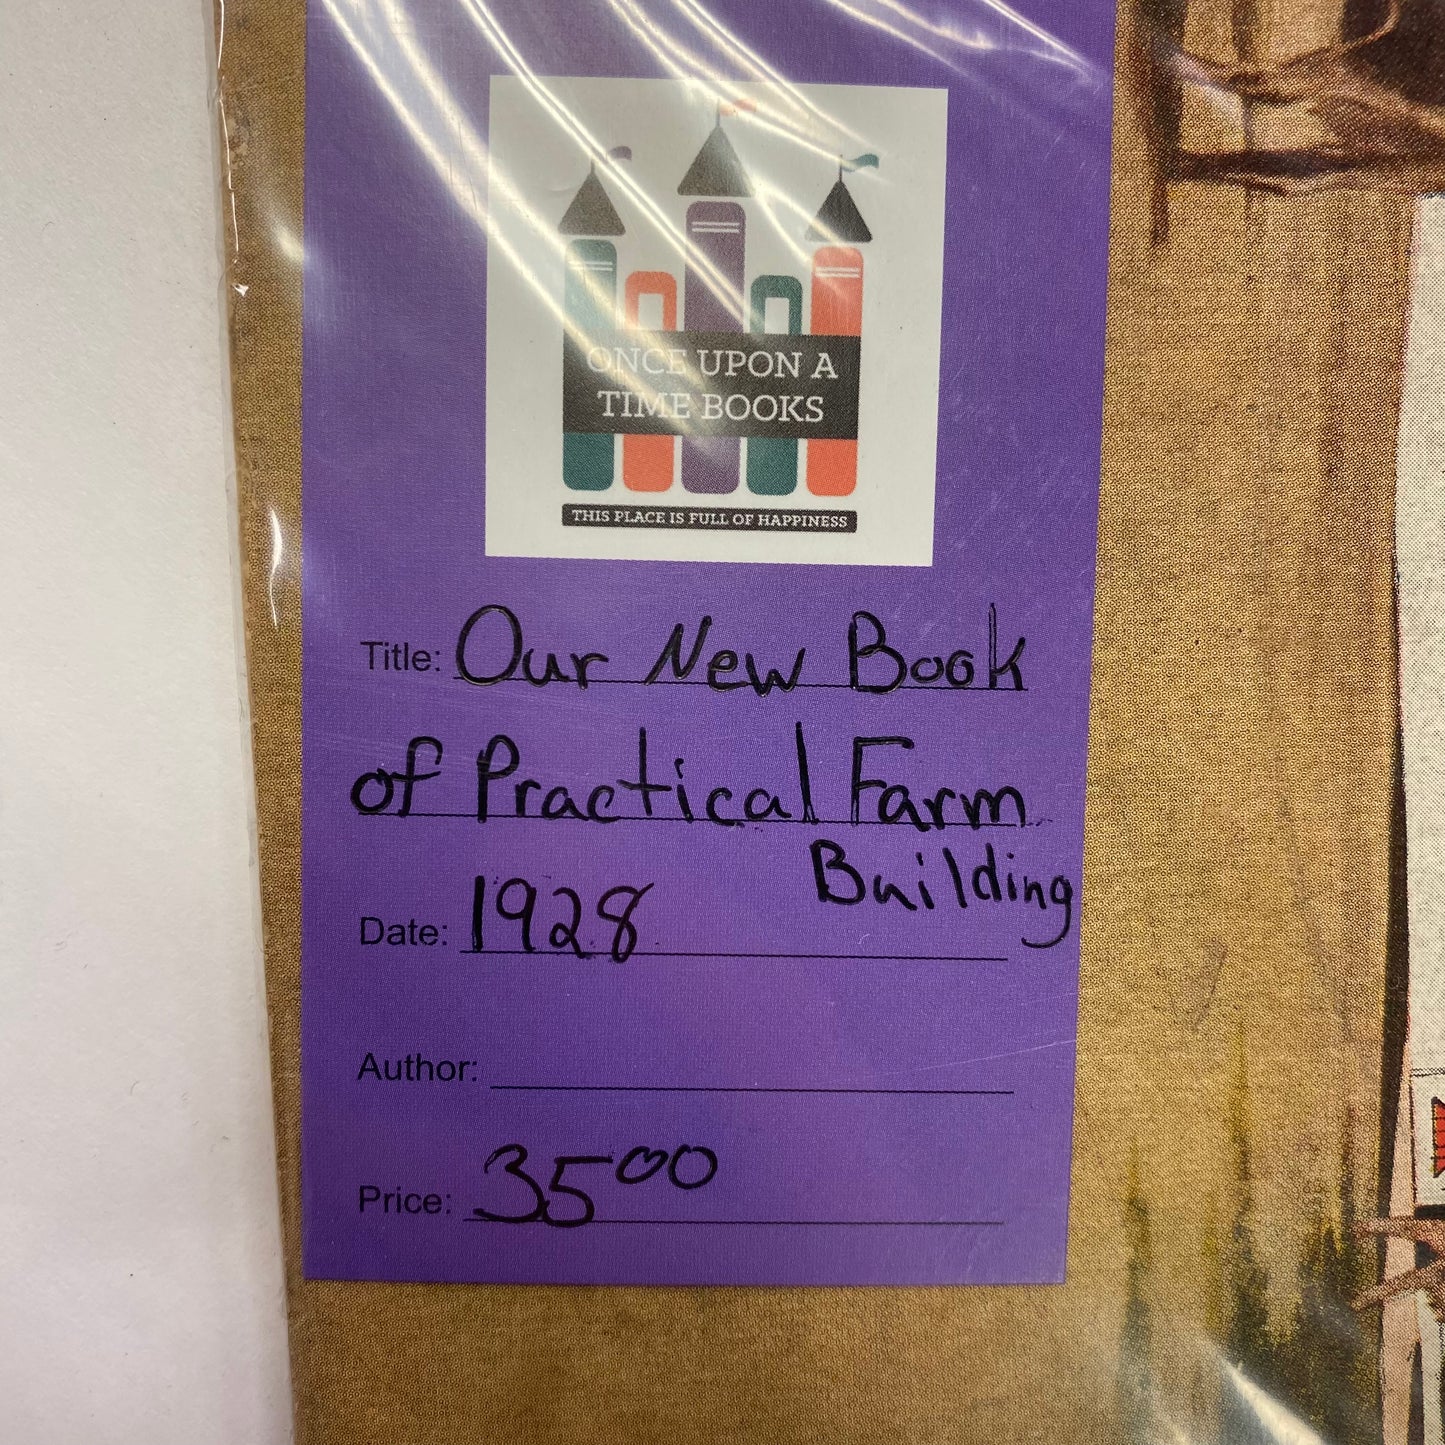 ONCE UPON A
TIME BOOKS
THIS PLACE IS FULL OF HAPPINESS
Title: Our New Book
of Practical Farm
Building
Date: 1928
Author:
Price: 35 00